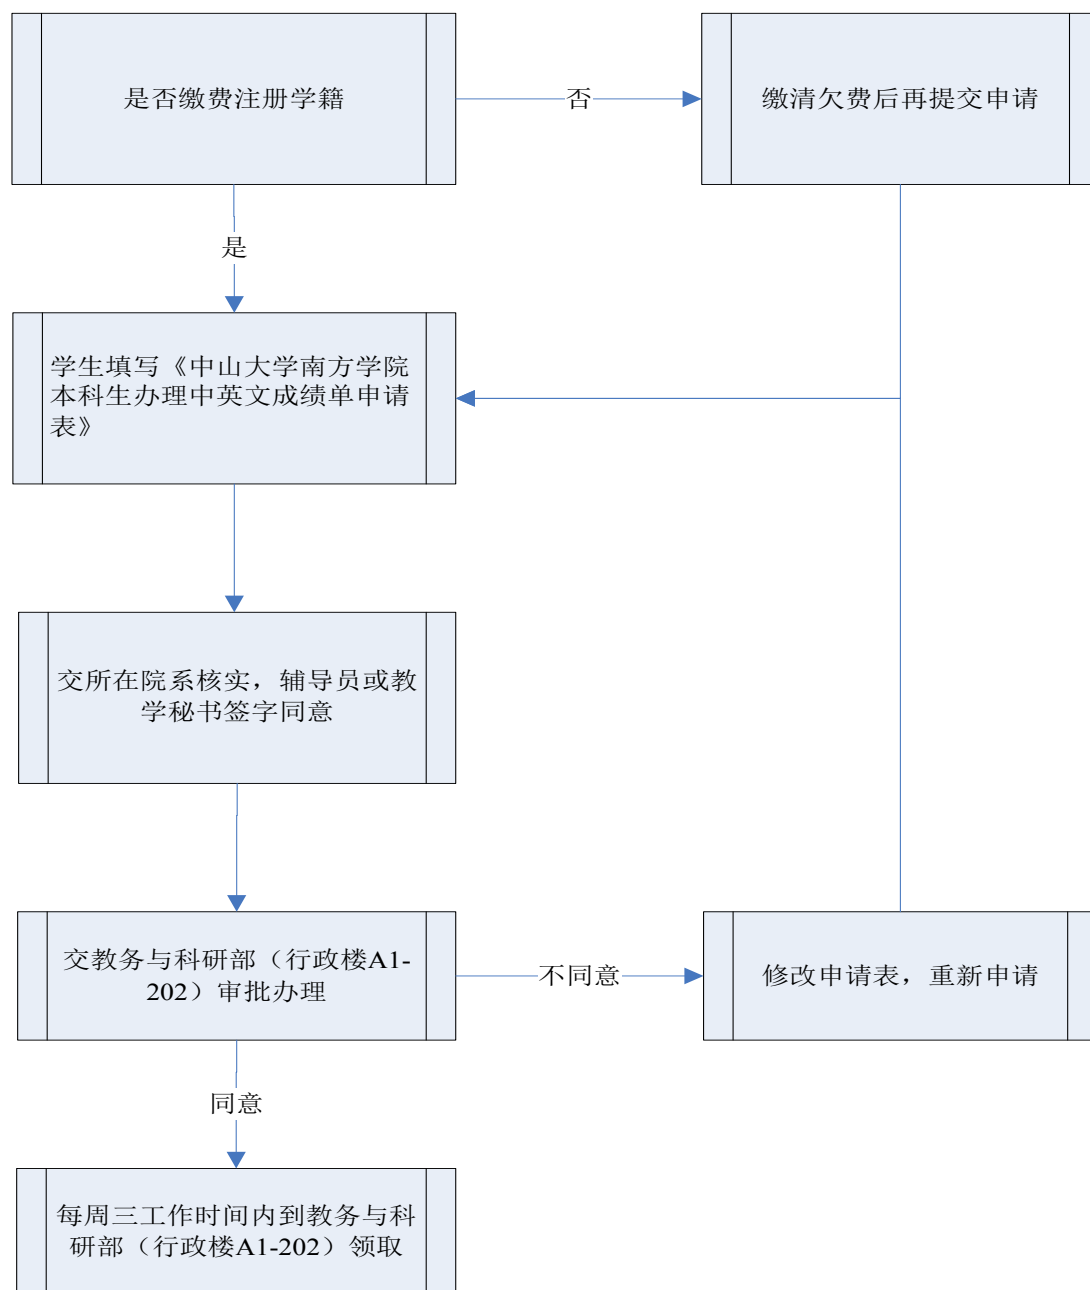 是否缴费注册学籍
否
缴清欠费后再提交申请
是
学生填写《中山大学南方学院
本科生办理中英文成绩单申请
表》
交所在院系核实，辅导员或教
学秘书签字同意
交教务与科研部（行政楼A1-
202）审批办理
不同意
修改申请表，重新申请
同意
每周三工作时间内到教务与科
研部（行政楼A1-202）领取